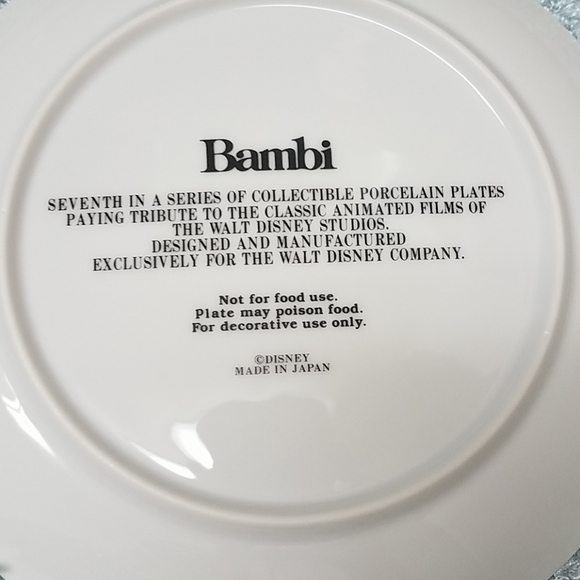 Bambi
SEVENTH IN A SERIES OF COLLECTIBLE PORCELAIN PLATES
PAYING TRIBUTE TO THE CLASSIC ANIMATED FILMS OF
THE WALT DISNEY STUDIOS.
DESIGNED AND MANUFACTURED
EXCLUSIVELY FOR THE WALT DISNEY COMPANY.
Not for food use.
Plate may poison food.
For decorative use only.
©DISNEY
MADE IN JAPAN